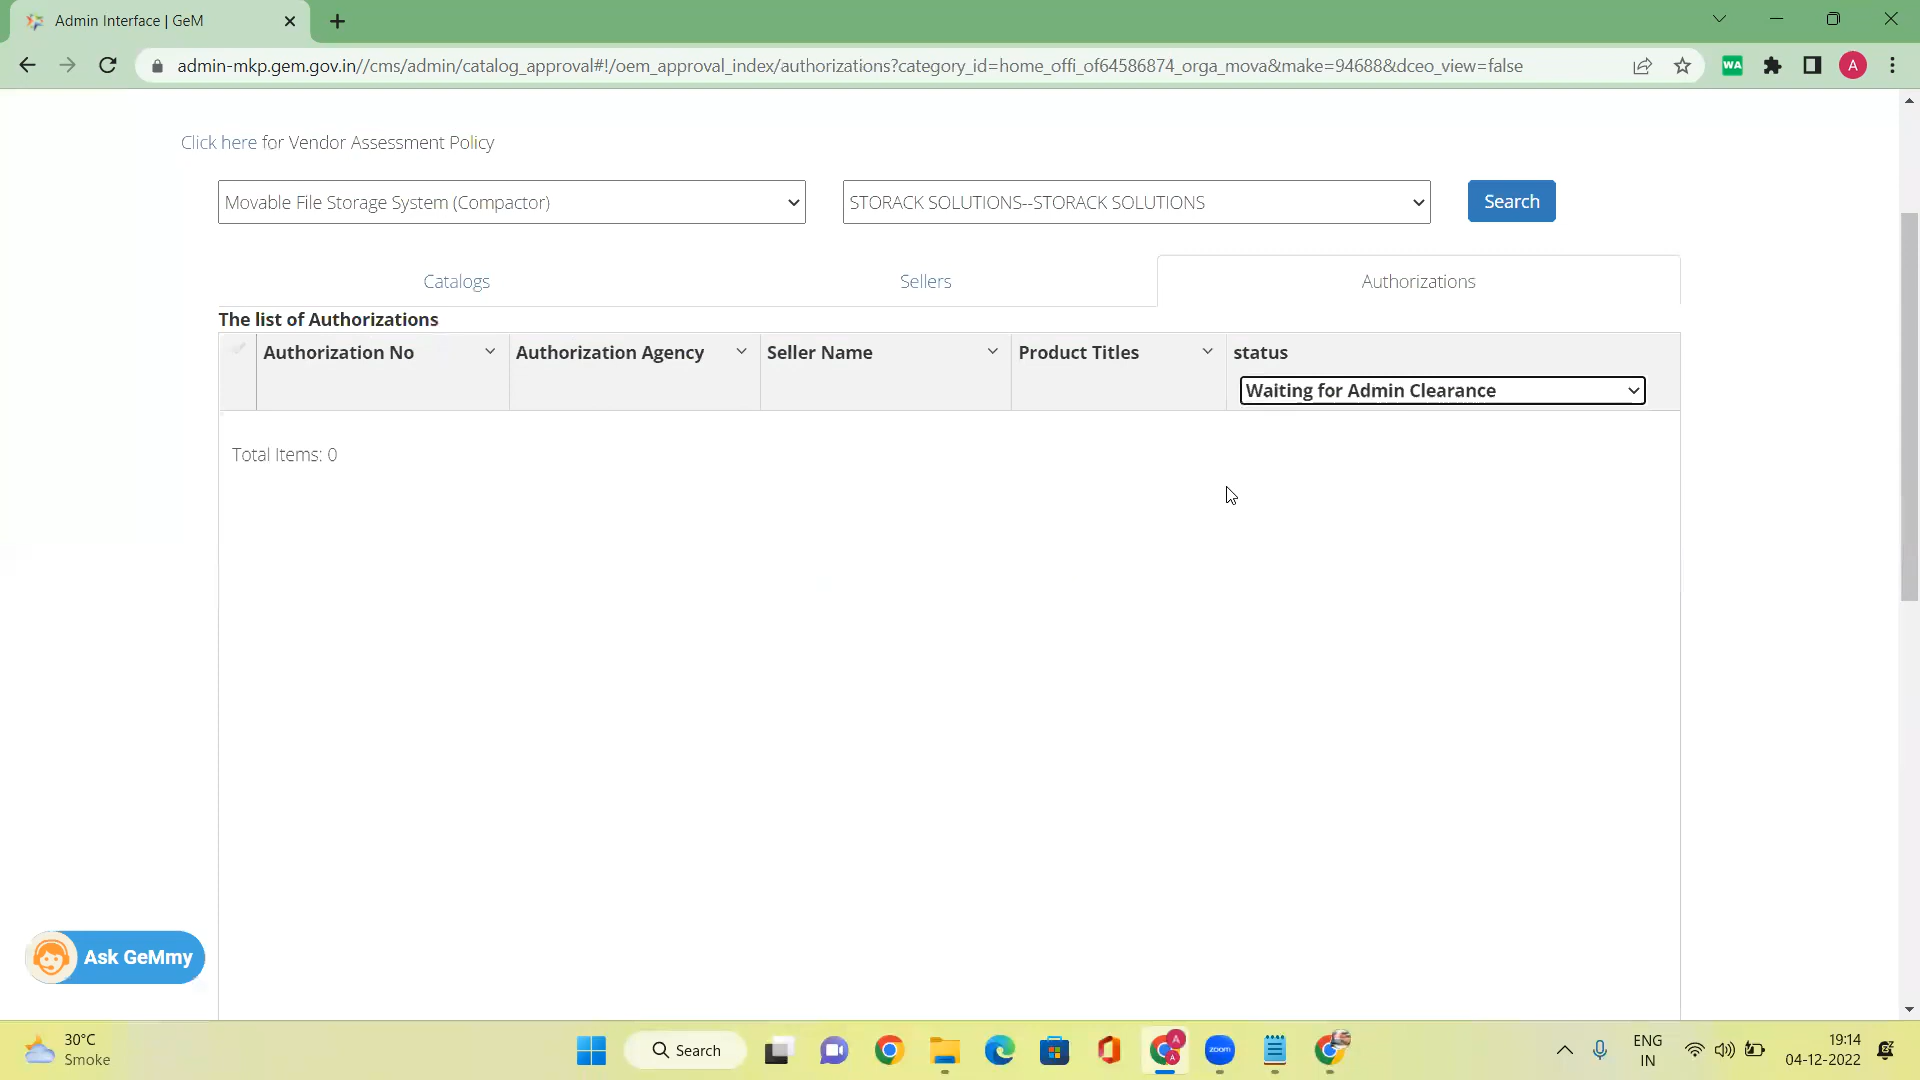 Admin Interface | GeM
admin-mkp.gem.gov.in//cms/admin/catalog_approval#!/oem_approval_index/authorizations?category_id=home_offi_of64586874_orga_mova&make=94688&dceo_view=false
WA
A
Click here for Vendor Assessment Policy
Movable File Storage System (Compactor)
STORACK SOLUTIONS--STORACK SOLUTIONS
Search
Catalogs
Sellers
Authorizations
The list of Authorizations
Authorization No
Authorization Agency
Seller Name
Product Titles
status
Waiting for Admin Clearance
Total Items: 0
Ask GeMmy
30°C
Smoke
Search
A
A
zoom
ENG
IN
19:14
04-12-2022